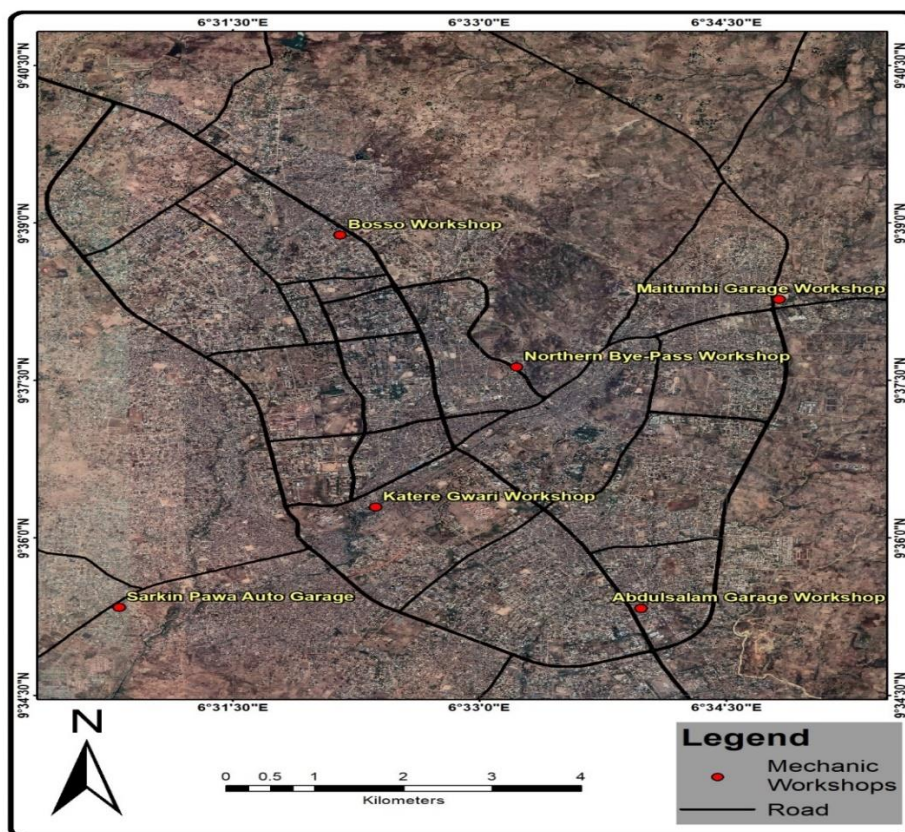 6°31'30"E
6°33'0"E
6°34'30"E
9°40'30"N
9°40'30"N
9°39'0"N
9°39'0"N
Bosso Workshop
Maitumbi Garage Workshop
Northern Bye-Pass Workshop
9°37'30"N
9°37'30"N
Katere Gwari Workshop
9°36'0"N
9°36'0"N
Sarkin Pawa Auto Garage
Abdulsalam Garage Workshop
9°34'30"N
9°34'30"N
6°31'30"E
6°33'0"E
6°34'30"E
N
0 0.5 1 2 3 4
Kilometers
Legend
Mechanic
Workshops
Road